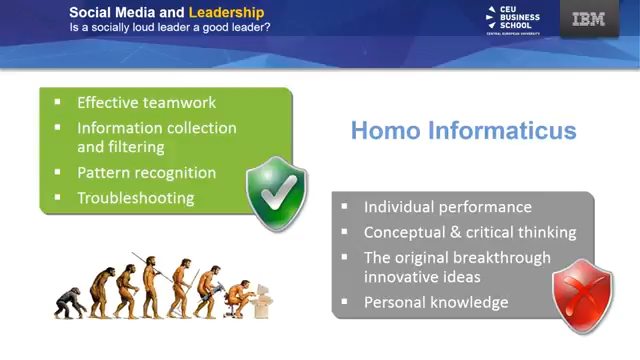 Social Media and Leadership
Is a socially loud leader a good leader?
CEU
BUSINESS
SCHOOL
CENTRAL EUROPEAN UNIVERSITY
IBM
▪ Effective teamwork
▪ Information collection
and filtering
▪ Pattern recognition
▪ Troubleshooting
Homo Informaticus
▪ Individual performance
▪ Conceptual & critical thinking
▪ The original breakthrough
innovative ideas
▪ Personal knowledge